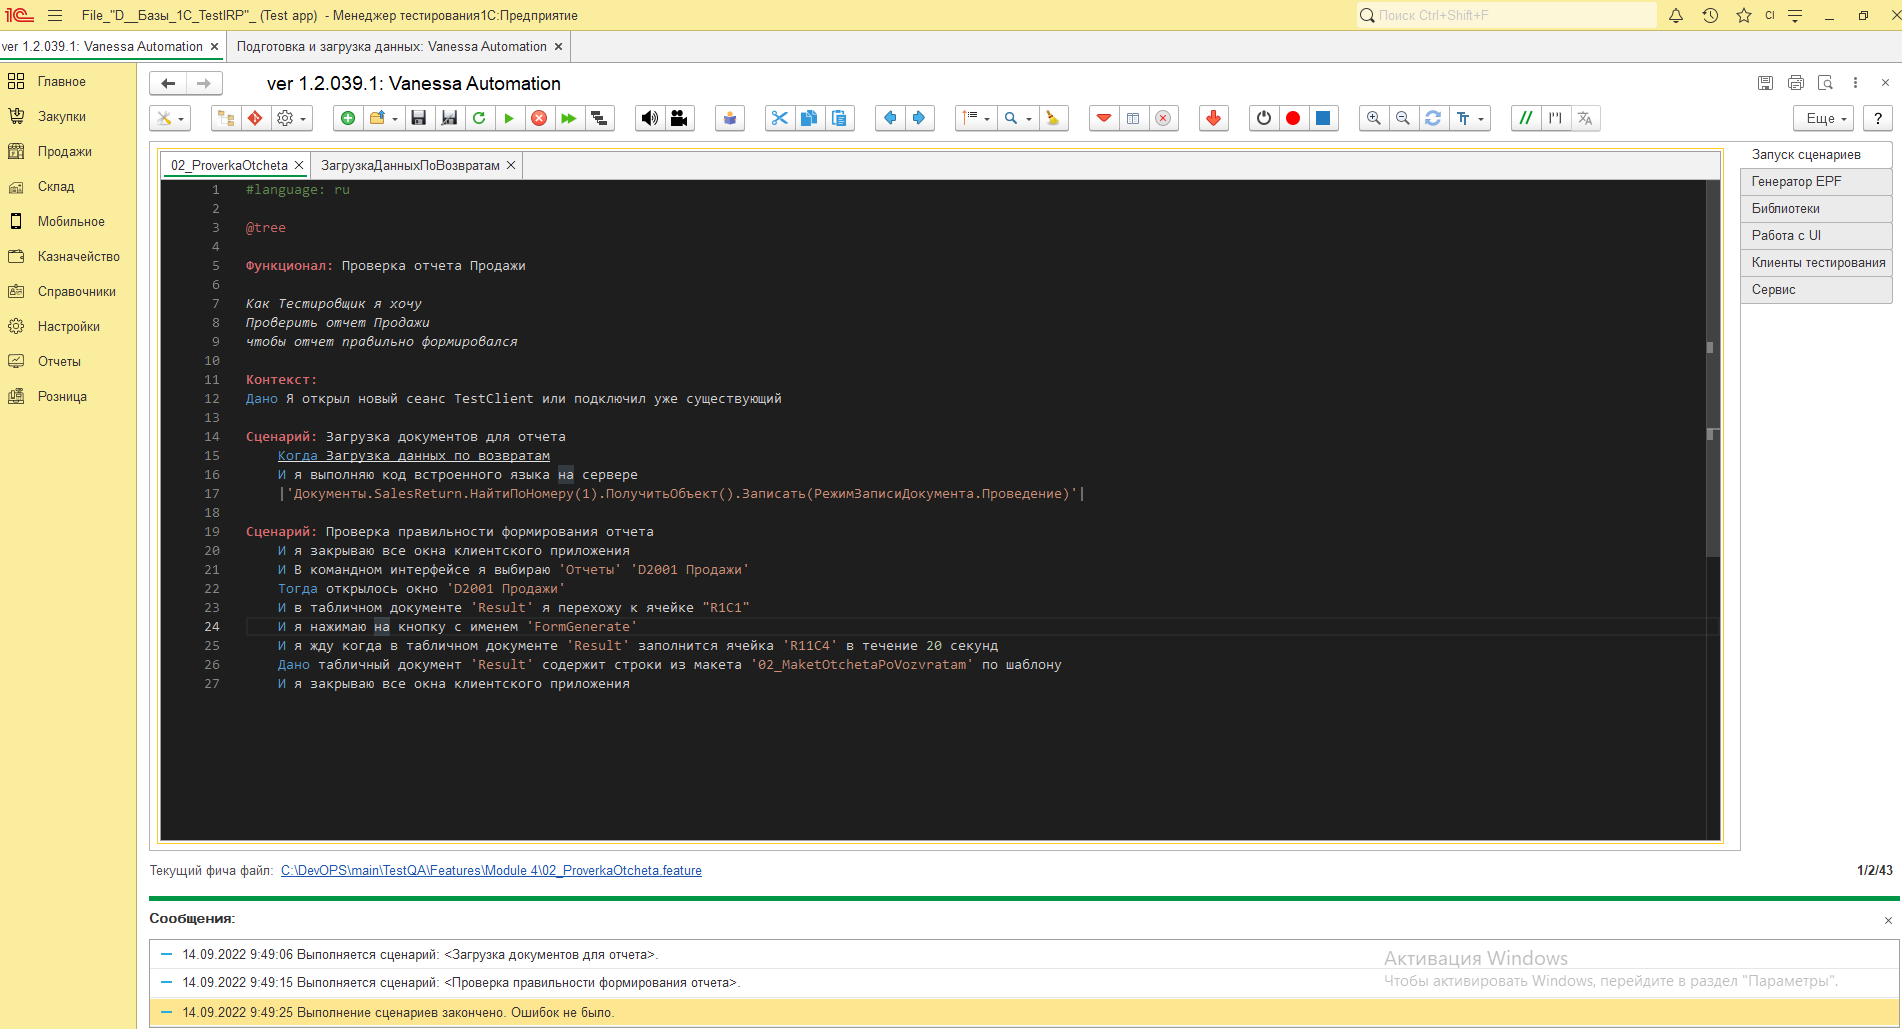 File_"D__Базы_1C_TestIRP"_ (Test app) - Менеджер тестирования1С:Предприятие
Поиск Ctrl+Shift+F
CI
ver 1.2.039.1: Vanessa Automation ×
Подготовка и загрузка данных: Vanessa Automation ×
Главное
Закупки
Продажи
Склад
Мобильное
Казначейство
Справочники
Настройки
Отчеты
Розница
ver 1.2.039.1: Vanessa Automation
Еще
?
02_ProverkaOtcheta ×
ЗагрузкаДанныхПоВозвратам ×
Запуск сценариев
Генератор EPF
Библиотеки
Работа с UI
Клиенты тестирования
Сервис
1 #language: ru
2
3 @tree
4
5 Функционал: Проверка отчета Продажи
6
7 Как Тестировщик я хочу
8 Проверить отчет Продажи
9 чтобы отчет правильно формировался
10
11 Контекст:
12 Дано Я открыл новый сеанс TestClient или подключил уже существующий
13
14 Сценарий: Загрузка документов для отчета
15 Когда Загрузка данных по возвратам
16 И я выполняю код встроенного языка на сервере
17 |'Документы.SalesReturn.НайтиПоНомеру(1).ПолучитьОбъект().Записать(РежимЗаписиДокумента.Проведение)'|
18
19 Сценарий: Проверка правильности формирования отчета
20 И я закрываю все окна клиентского приложения
21 И В командном интерфейсе я выбираю 'Отчеты' 'D2001 Продажи'
22 Тогда открылось окно 'D2001 Продажи'
23 И в табличном документе 'Result' я перехожу к ячейке "R1C1"
24 И я нажимаю на кнопку с именем 'FormGenerate'
25 И я жду когда в табличном документе 'Result' заполнится ячейка 'R11C4' в течение 20 секунд
26 Дано табличный документ 'Result' содержит строки из макета '02_MaketOtchetaPoVozvratam' по шаблону
27 И я закрываю все окна клиентского приложения
Текущий фича файл: C:\DevOPS\main\TestQA\Features\Module 4\02_ProverkaOtcheta.feature
1/2/43
Сообщения:
14.09.2022 9:49:06 Выполняется сценарий: <Загрузка документов для отчета>.
14.09.2022 9:49:15 Выполняется сценарий: <Проверка правильности формирования отчета>.
14.09.2022 9:49:25 Выполнение сценариев закончено. Ошибок не было.
Активация Windows
Чтобы активировать Windows, перейдите в раздел "Параметры".